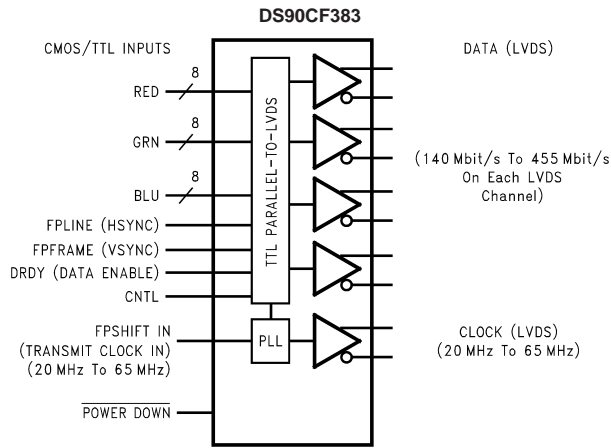 DS90CF383
CMOS/TTL INPUTS
DATA (LVDS)
8
RED
8
GRN
(140 Mbit/s To 455 Mbit/s
On Each LVDS
Channel)
8
BLU
FPLINE (HSYNC)
FPFRAME (VSYNC)
DRDY (DATA ENABLE)
CNTL
TTL PARALLEL-TO-LVDS
FPSHIFT IN
(TRANSMIT CLOCK IN)
(20 MHz To 65 MHz)
PLL
CLOCK (LVDS)
(20 MHz To 65 MHz)
POWER DOWN